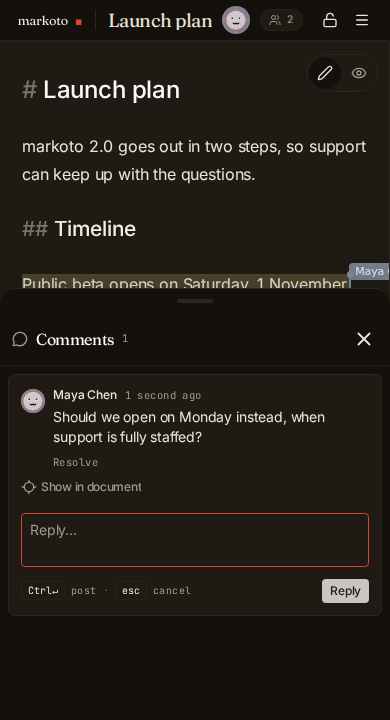 markoto
Launch plan
2
# Launch plan
markoto 2.0 goes out in two steps, so support
can keep up with the questions.
## Timeline
Maya
Public beta opens on Saturday, 1 November
Comments 1
Maya Chen 1 second ago
Should we open on Monday instead, when
support is fully staffed?
Resolve
Show in document
Reply...
Ctrl↵ post · esc cancel
Reply